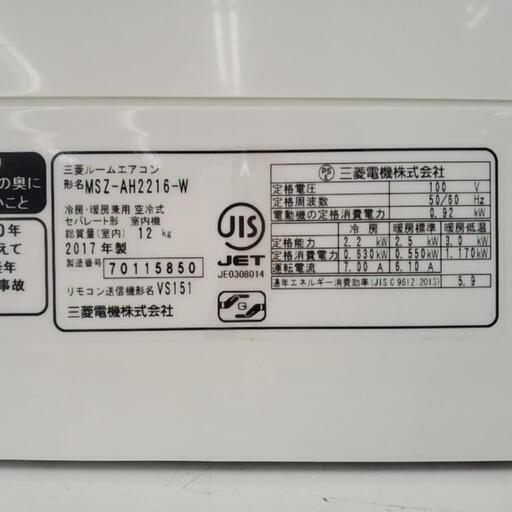 の奥に
いこと
0年
えて
年
事故
三菱ルームエアコン
形名 MSZ-AH2216-W
冷房・暖房兼用 空冷式
セパレート形 室内機
総質量(室内) 12 kg
2017年製
製造番号 70115850
リモコン送信機形名 VS151
三菱電機株式会社
JIS
JET
JE0308014
G
PS E 三菱電機株式会社
定格電圧 100 V
定格周波数 50/60 Hz
電動機の定格消費電力 0.92 kW
冷 房 暖房標準 暖房低温
定格能力 2.2 kW 2.5 kW 3.0 kW
定格消費電力 0.630 kW 0.550 kW 1.170 kW
運転電流 7.00 A 6.10 A
通年エネルギー消費効率(JIS C 9612:2013) 5.9